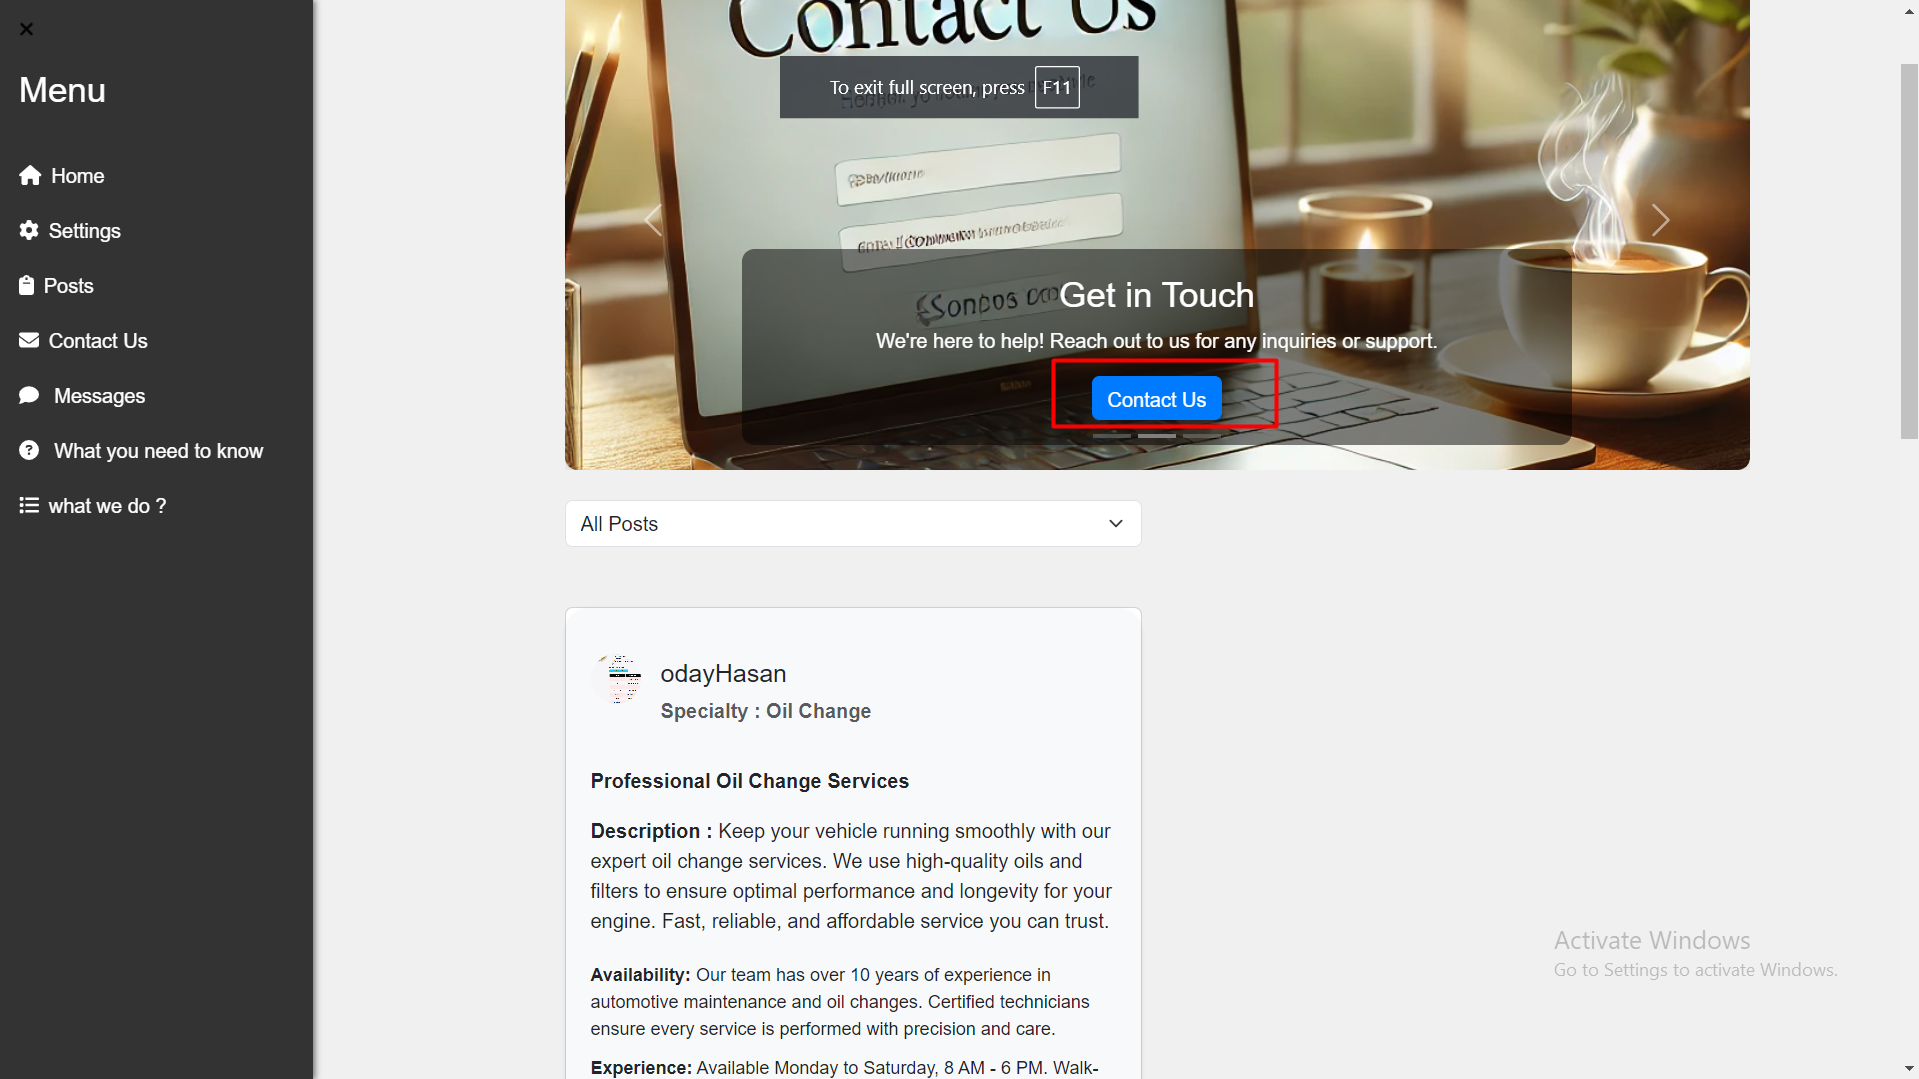 Menu
Home
Settings
Posts
Contact Us
Messages
What you need to know
what we do ?
Contact Us
To exit full screen, press F11
Get in Touch
We're here to help! Reach out to us for any inquiries or support.
Contact Us
All Posts
odayHasan
Specialty : Oil Change
Professional Oil Change Services
Description : Keep your vehicle running smoothly with our
expert oil change services. We use high-quality oils and
filters to ensure optimal performance and longevity for your
engine. Fast, reliable, and affordable service you can trust.
Availability: Our team has over 10 years of experience in
automotive maintenance and oil changes. Certified technicians
ensure every service is performed with precision and care.
Experience: Available Monday to Saturday, 8 AM - 6 PM. Walk-
Activate Windows
Go to Settings to activate Windows.